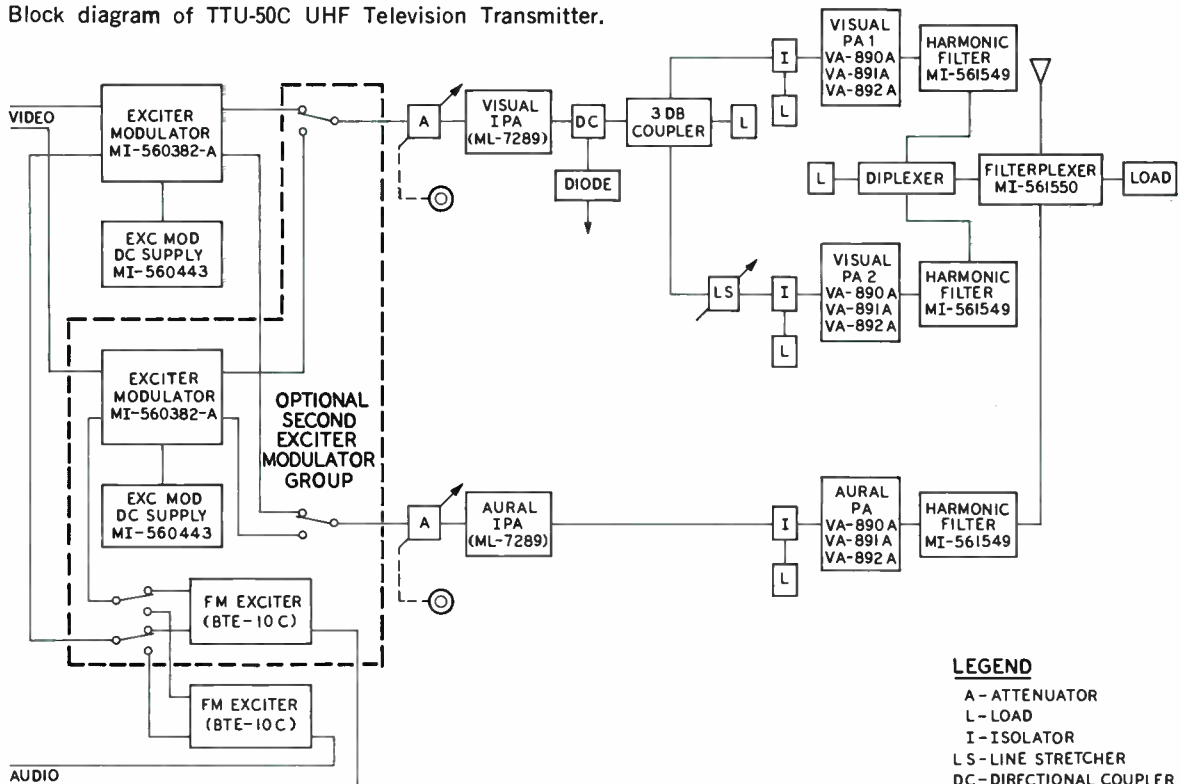 Block diagram of TTU-50C UHF Television Transmitter.
VIDEO
EXCITER
MODULATOR
MI-560382-A
EXC MOD
DC SUPPLY
MI-560443
EXCITER
MODULATOR
MI-560382-A
EXC MOD
DC SUPPLY
MI-560443
OPTIONAL
SECOND
EXCITER
MODULATOR
GROUP
FM EXCITER
(BTE-10C)
FM EXCITER
(BTE-10C)
AUDIO
A
VISUAL
IPA
(ML-7289)
DC
DIODE
3 DB
COUPLER
L
I
L
VISUAL
PA 1
VA-890A
VA-891A
VA-892A
HARMONIC
FILTER
MI-561549
L
DIPLEXER
FILTERPLEXER
MI-561550
LOAD
LS
I
L
VISUAL
PA 2
VA-890A
VA-891A
VA-892A
HARMONIC
FILTER
MI-561549
A
AURAL
IPA
(ML-7289)
I
L
AURAL
PA
VA-890A
VA-891A
VA-892A
HARMONIC
FILTER
MI-561549
LEGEND
A-ATTENUATOR
L-LOAD
I-ISOLATOR
LS-LINE STRETCHER
DC-DIRECTIONAL COUPLER